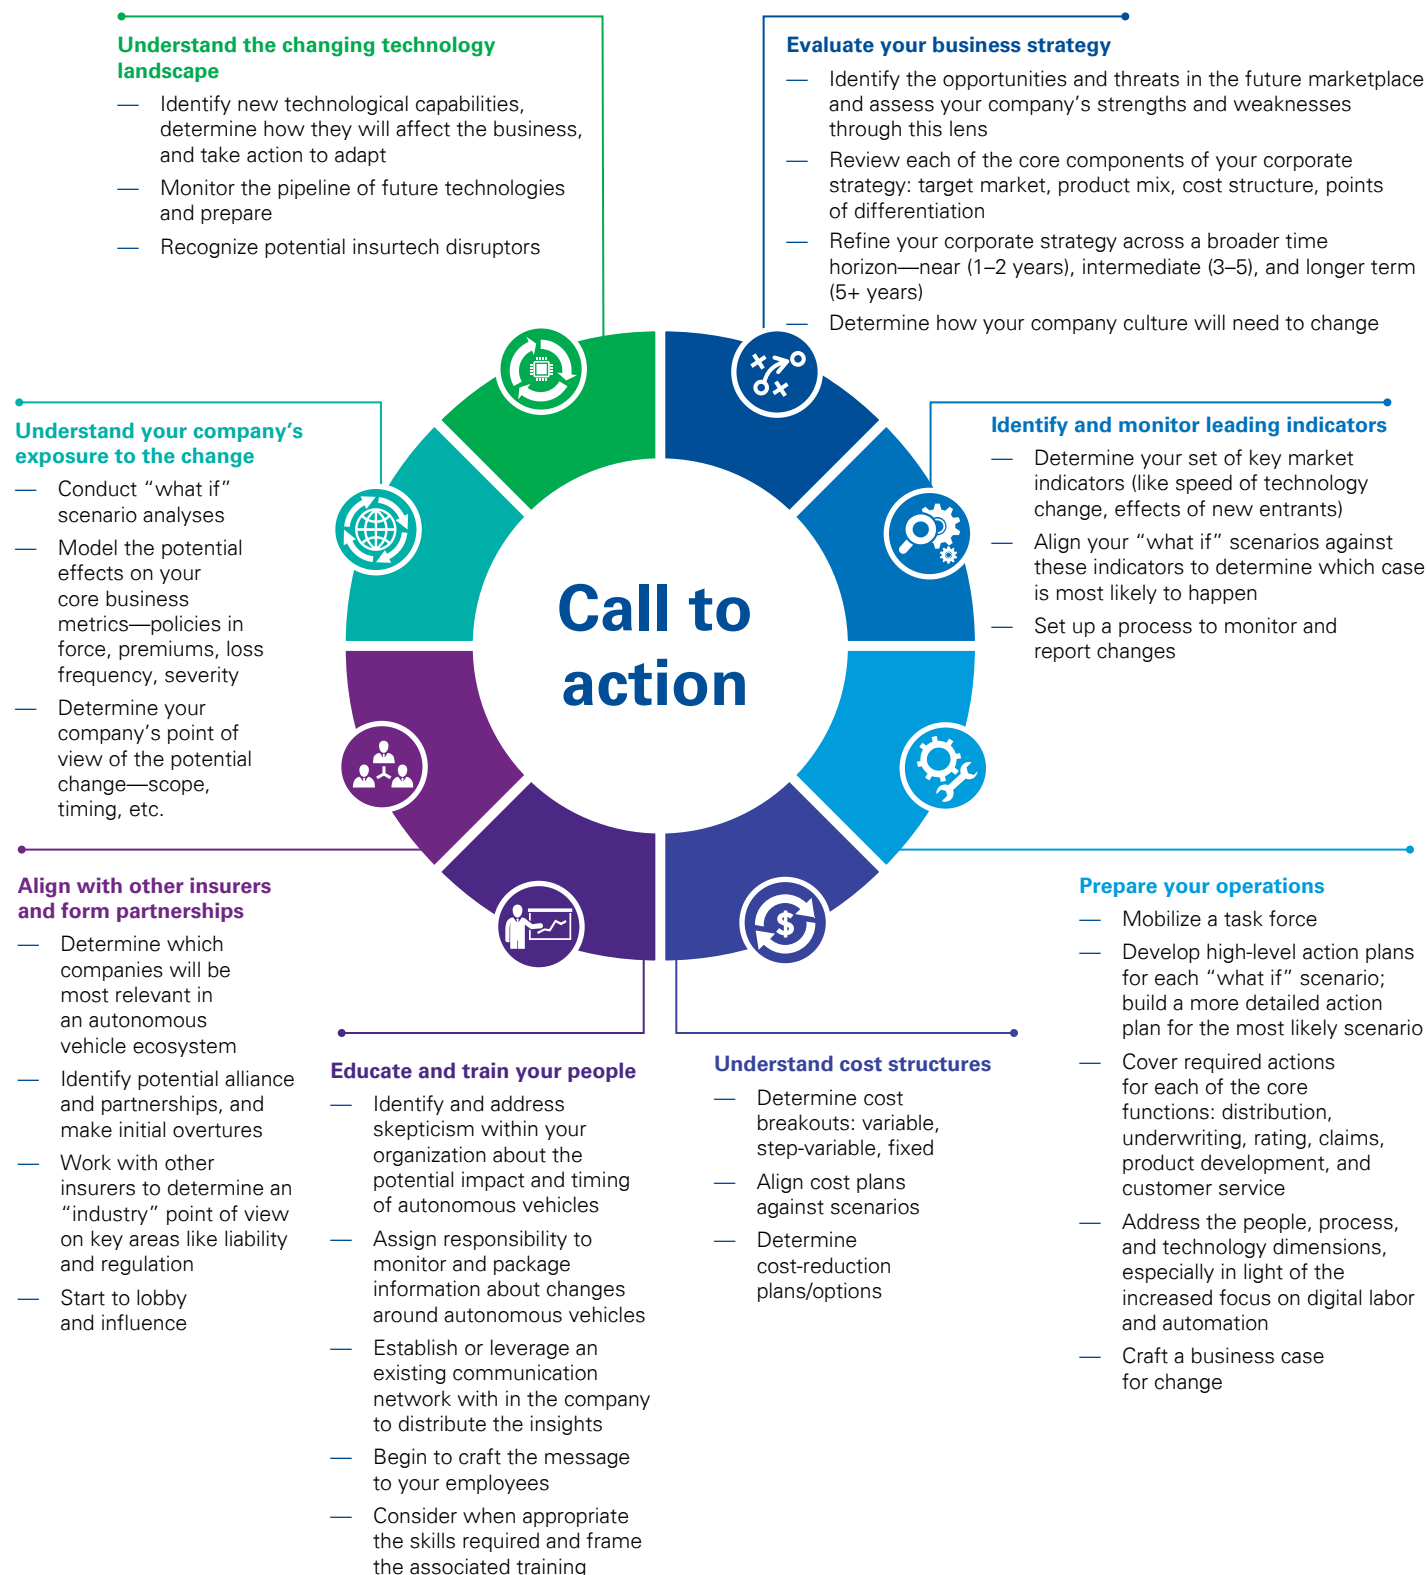 Understand the changing technology
landscape
— Identify new technological capabilities,
determine how they will affect the business,
and take action to adapt
— Monitor the pipeline of future technologies
and prepare
— Recognize potential insurtech disruptors
Evaluate your business strategy
— Identify the opportunities and threats in the future marketplace
and assess your company’s strengths and weaknesses
through this lens
— Review each of the core components of your corporate
strategy: target market, product mix, cost structure, points
of differentiation
— Refine your corporate strategy across a broader time
horizon—near (1–2 years), intermediate (3–5), and longer term
(5+ years)
— Determine how your company culture will need to change
Understand your company’s
exposure to the change
— Conduct “what if”
scenario analyses
— Model the potential
effects on your
core business
metrics—policies in
force, premiums, loss
frequency, severity
— Determine your
company’s point of
view of the potential
change—scope,
timing, etc.
Call to
action
Identify and monitor leading indicators
— Determine your set of key market
indicators (like speed of technology
change, effects of new entrants)
— Align your “what if” scenarios against
these indicators to determine which case
is most likely to happen
— Set up a process to monitor and
report changes
$
Align with other insurers
and form partnerships
— Determine which
companies will be
most relevant in
an autonomous
vehicle ecosystem
— Identify potential alliance
and partnerships, and
make initial overtures
— Work with other
insurers to determine an
“industry” point of view
on key areas like liability
and regulation
— Start to lobby
and influence
Educate and train your people
— Identify and address
skepticism within your
organization about the
potential impact and timing
of autonomous vehicles
— Assign responsibility to
monitor and package
information about changes
around autonomous vehicles
— Establish or leverage an
existing communication
network with in the company
to distribute the insights
— Begin to craft the message
to your employees
— Consider when appropriate
the skills required and frame
the associated training
Understand cost structures
— Determine cost
breakouts: variable,
step-variable, fixed
— Align cost plans
against scenarios
— Determine
cost-reduction
plans/options
Prepare your operations
— Mobilize a task force
— Develop high-level action plans
for each “what if” scenario;
build a more detailed action
plan for the most likely scenario
— Cover required actions
for each of the core
functions: distribution,
underwriting, rating, claims,
product development, and
customer service
— Address the people, process,
and technology dimensions,
especially in light of the
increased focus on digital labor
and automation
— Craft a business case
for change